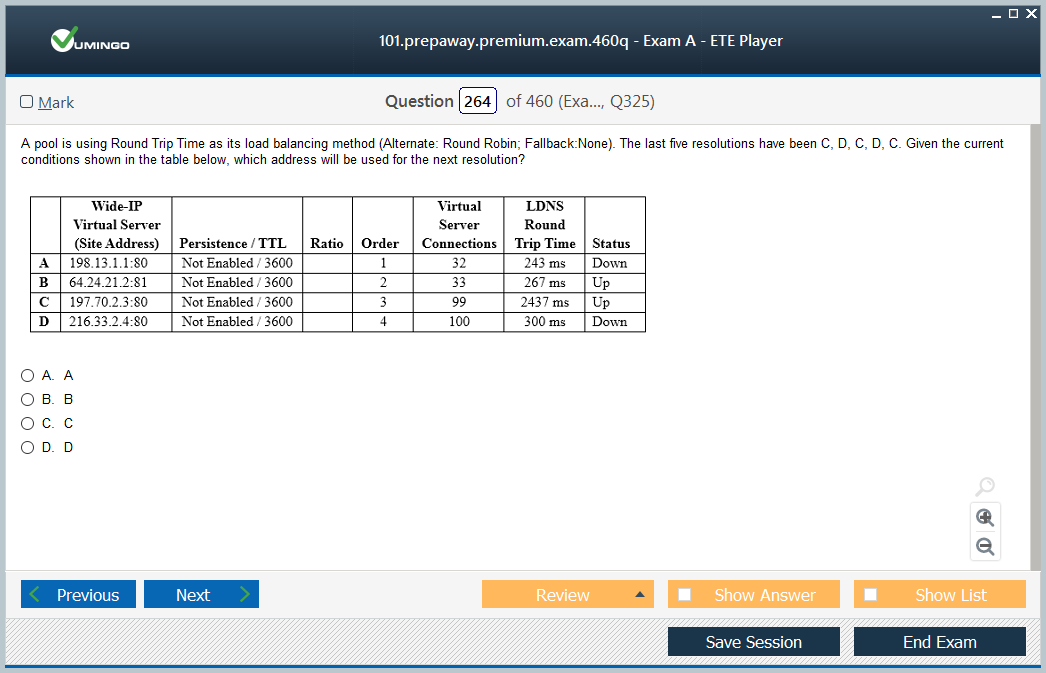 VUMINGO
101.prepaway.premium.exam.460q - Exam A - ETE Player
Mark
Question 264 of 460 (Exa..., Q325)
A pool is using Round Trip Time as its load balancing method (Alternate: Round Robin; Fallback:None). The last five resolutions have been C, D, C, D, C. Given the current
conditions shown in the table below, which address will be used for the next resolution?
Wide-IP Virtual Server (Site Address) Persistence / TTL Ratio Order Virtual Server Connections LDNS Round Trip Time Status
A 198.13.1.1:80 Not Enabled / 3600 1 32 243 ms Down
B 64.24.21.2:81 Not Enabled / 3600 2 33 267 ms Up
C 197.70.2.3:80 Not Enabled / 3600 3 99 2437 ms Up
D 216.33.2.4:80 Not Enabled / 3600 4 100 300 ms Down
A. A
B. B
C. C
D. D
Previous Next Review Show Answer Show List
Save Session End Exam